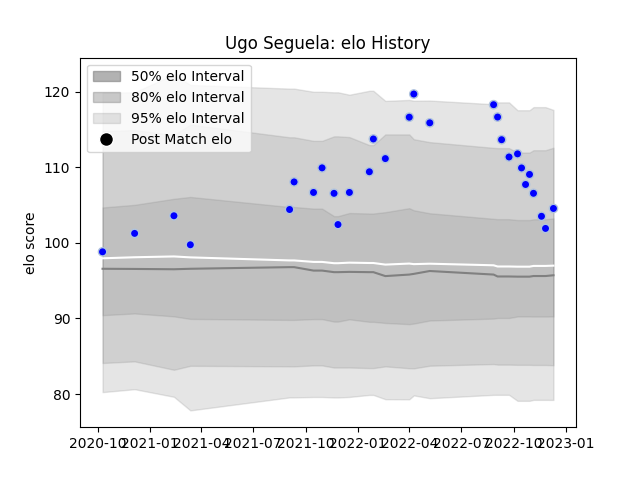 Ugo Seguela: elo History
50% elo Interval
80% elo Interval
95% elo Interval
Post Match elo
elo score
120
110
100
90
80
2020-10 2021-01 2021-04 2021-07 2021-10 2022-01 2022-04 2022-07 2022-10 2023-01